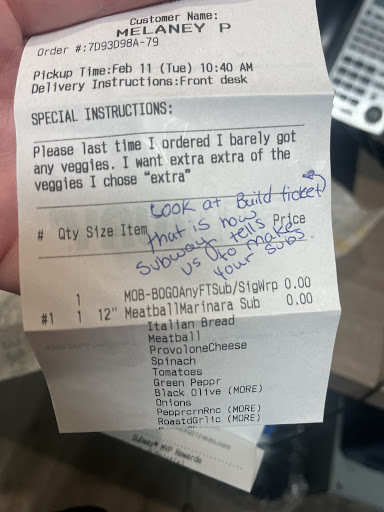 Customer Name:
MELANEY P
Order #:7D93D98A-79
Pickup Time:Feb 11 (Tue) 10:40 AM
Delivery Instructions:Front desk
SPECIAL INSTRUCTIONS:
Please last time I ordered I barely got
any veggies. I want extra extra of the
veggies I chose "extra"
Look at Build ticket
that is how
Subway tells
us to make
your subs.
# Qty Size Item Price
1 MOB-BOGOAnyFTSub/SigWrp 0.00
#1 1 12" MeatballMarinara Sub 0.00
Italian Bread
Meatball
ProvoloneCheese
Spinach
Tomatoes
Green Peppr
Black Olive (MORE)
Onions
PepprcrnRnc (MORE)
RoastdGrlic (MORE)
Subway® MVP Rewards